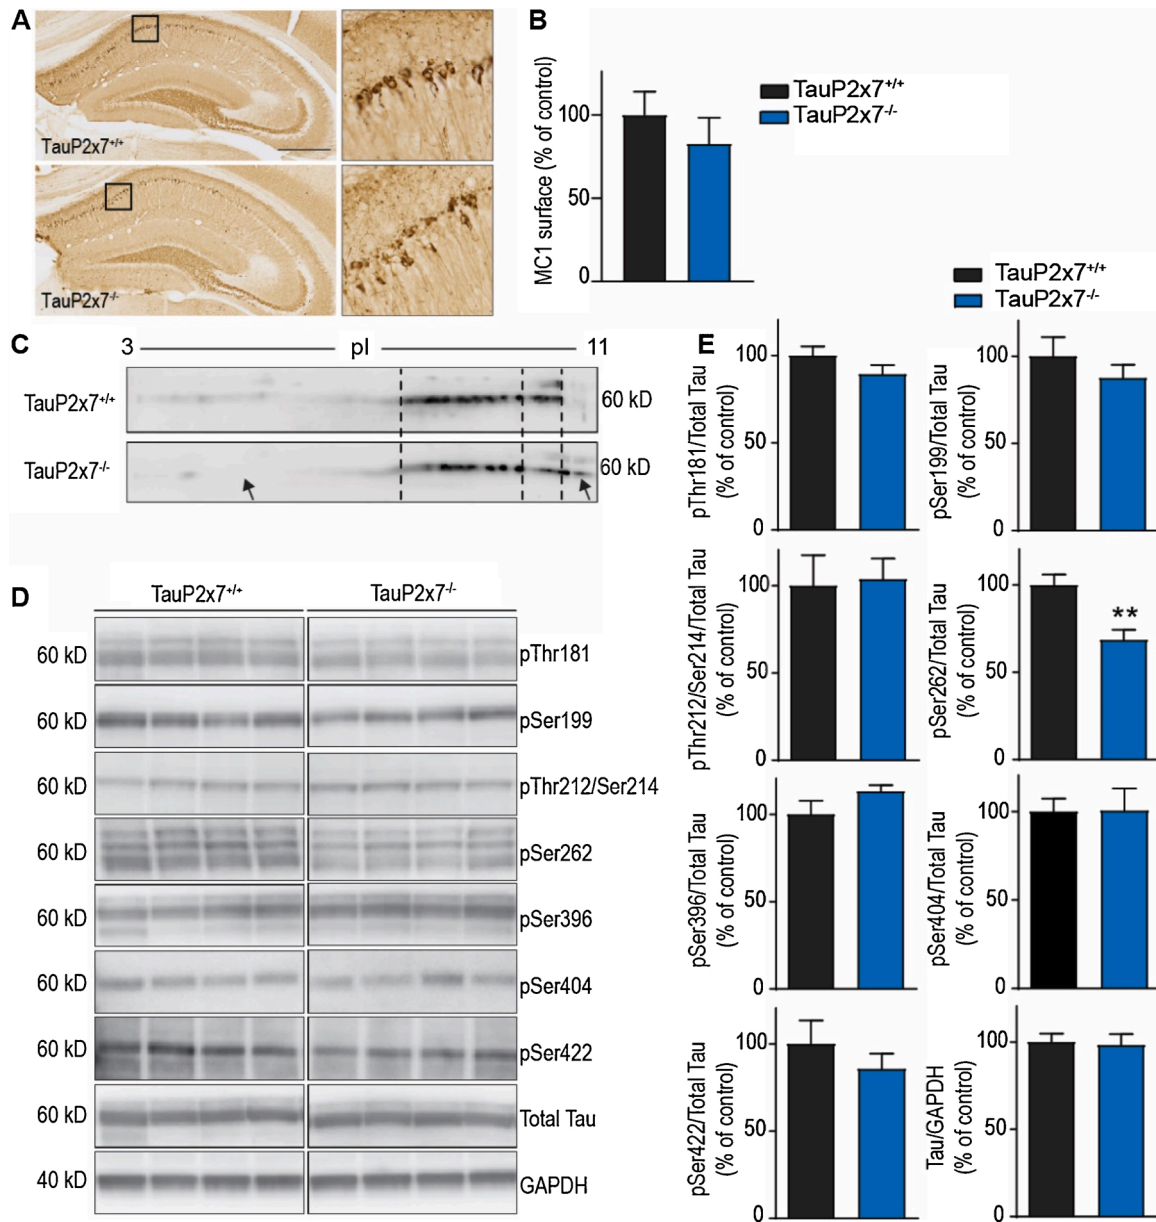 A
TauP2x7+/+
TauP2x7-/-
B
MC1 surface (% of control)
100
50
0
TauP2x7+/+
TauP2x7-/-
C
3
pI
11
TauP2x7+/+
60 kD
TauP2x7-/-
60 kD
D
TauP2x7+/+
TauP2x7-/-
60 kD
pThr181
60 kD
pSer199
60 kD
pThr212/Ser214
60 kD
pSer262
60 kD
pSer396
60 kD
pSer404
60 kD
pSer422
60 kD
Total Tau
40 kD
GAPDH
E
TauP2x7+/+
TauP2x7-/-
pThr181/Total Tau
(% of control)
100
50
0
pSer199/Total Tau
(% of control)
100
50
0
pThr212/Ser214/Total Tau
(% of control)
100
50
0
pSer262/Total Tau
(% of control)
100
50
0
**
pSer396/Total Tau
(% of control)
100
50
0
pSer404/Total Tau
(% of control)
100
50
0
pSer422/Total Tau
(% of control)
100
50
0
Tau/GAPDH
(% of control)
100
50
0